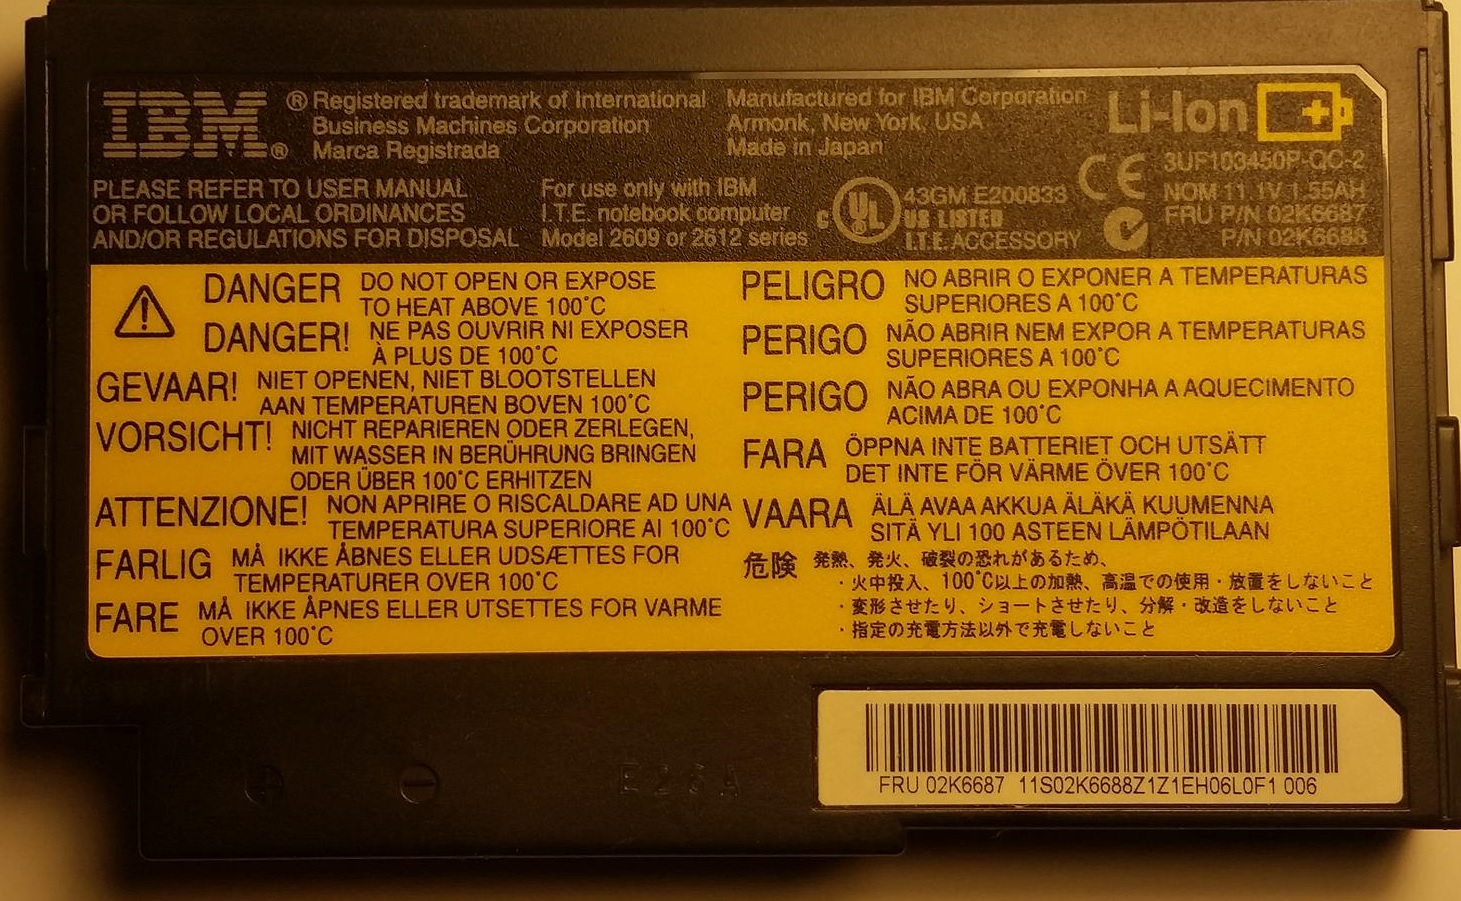 IBM®
® Registered trademark of International
Business Machines Corporation
Marca Registrada
Manufactured for IBM Corporation
Armonk, New York, USA
Made in Japan
Li-Ion
+
PLEASE REFER TO USER MANUAL
OR FOLLOW LOCAL ORDINANCES
AND/OR REGULATIONS FOR DISPOSAL
For use only with IBM
I.T.E. notebook computer
Model 2609 or 2612 series
c UL
43GM E200833
US LISTED
I.T.E. ACCESSORY
CE
3UF103450P-QC-2
NOM 11.1V 1.55AH
FRU P/N 02K6687
P/N 02K6688
DANGER DO NOT OPEN OR EXPOSE
TO HEAT ABOVE 100°C
DANGER! NE PAS OUVRIR NI EXPOSER
À PLUS DE 100°C
GEVAAR! NIET OPENEN, NIET BLOOTSTELLEN
AAN TEMPERATUREN BOVEN 100°C
VORSICHT! NICHT REPARIEREN ODER ZERLEGEN,
MIT WASSER IN BERÜHRUNG BRINGEN
ODER ÜBER 100°C ERHITZEN
ATTENZIONE! NON APRIRE O RISCALDARE AD UNA
TEMPERATURA SUPERIORE AI 100°C
FARLIG MÅ IKKE ÅBNES ELLER UDSÆTTES FOR
TEMPERATURER OVER 100°C
FARE MÅ IKKE ÅPNES ELLER UTSETTES FOR VARME
OVER 100°C
PELIGRO NO ABRIR O EXPONER A TEMPERATURAS
SUPERIORES A 100°C
PERIGO NÃO ABRIR NEM EXPOR A TEMPERATURAS
SUPERIORES A 100°C
PERIGO NÃO ABRA OU EXPONHA A AQUECIMENTO
ACIMA DE 100°C
FARA ÖPPNA INTE BATTERIET OCH UTSÄTT
DET INTE FÖR VÄRME ÖVER 100°C
VAARA ÄLÄ AVAA AKKUA ÄLÄKÄ KUUMENNA
SITÄ YLI 100 ASTEEN LÄMPÖTILAAN
危険 発熱、発火、破裂の恐れがあるため、
・火中投入、100°C以上の加熱、高温での使用・放置をしないこと
・変形させたり、ショートさせたり、分解・改造をしないこと
・指定の充電方法以外で充電しないこと
FRU 02K6687 11S02K6688Z1Z1EH06L0F1 006